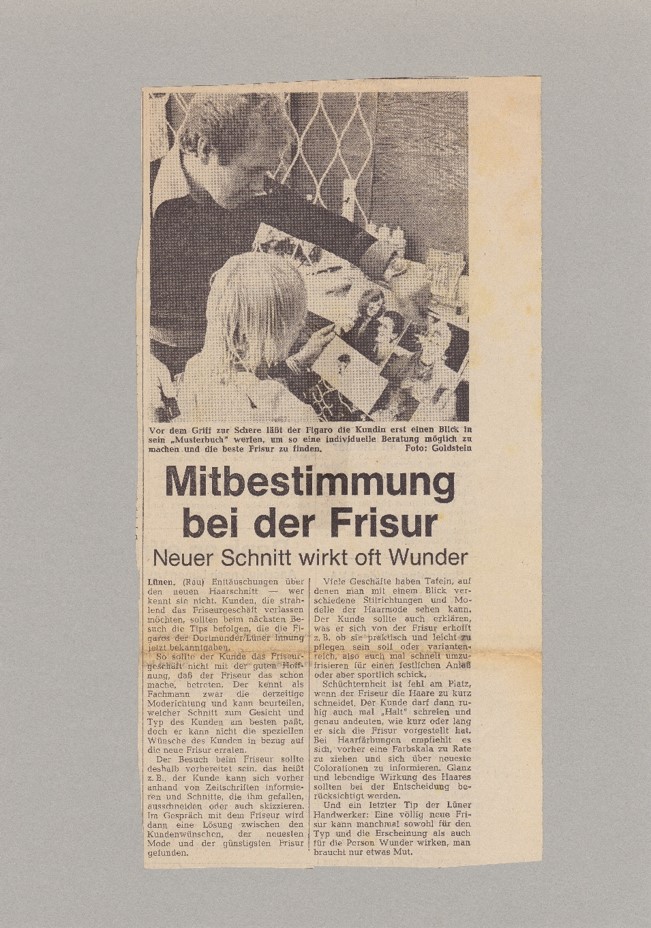 Vor dem Griff zur Schere läßt der Figaro die Kundin erst einen Blick in
sein „Musterbuch" werfen, um so eine individuelle Beratung möglich zu
machen und die beste Frisur zu finden. Foto: Goldstein
Mitbestimmung
bei der Frisur
Neuer Schnitt wirkt oft Wunder
Lünen. (Rau) Enttäuschungen über
den neuen Haarschnitt — wer
kennt sie nicht. Kunden, die strah-
lend das Friseurgeschäft verlassen
möchten, sollten beim nächsten Be-
such die Tips befolgen, die die Fi-
garos der Dortmunder/Lüner Innung
jetzt bekanntgaben.
So sollte der Kunde das Friseur-
geschäft nicht mit der guten Hoff-
nung, daß der Friseur das schon
mache, betreten. Der kennt als
Fachmann zwar die derzeitige
Moderichtung und kann beurteilen,
welcher Schnitt zum Gesicht und
Typ des Kunden am besten paßt,
doch er kann nicht die speziellen
Wünsche des Kunden in bezug auf
die neue Frisur erraten.
Der Besuch beim Friseur sollte
deshalb vorbereitet sein, das heißt
z.B., der Kunde kann sich vorher
anhand von Zeitschriften informie-
ren und Schnitte, die ihm gefallen,
ausschneiden oder auch skizzieren.
Im Gespräch mit dem Friseur wird
dann eine Lösung zwischen den
Kundenwünschen, der neuesten
Mode und der günstigsten Frisur
gefunden.
Viele Geschäfte haben Tafeln, auf
denen man mit einem Blick ver-
schiedene Stilrichtungen und Mo-
delle der Haarmode sehen kann.
Der Kunde sollte auch erklären,
was er sich von der Frisur erhofft
z.B. ob sie praktisch und leicht zu
pflegen sein soll oder varianten-
reich, also auch mal schnell umzu-
frisieren für einen festlichen Anlaß
oder aber sportlich schick.
Schüchternheit ist fehl am Platz,
wenn der Friseur die Haare zu kurz
schneidet. Der Kunde darf dann ru-
hig auch mal „Halt" schreien und
genau andeuten, wie kurz oder lang
er sich die Frisur vorgestellt hat.
Bei Haarfärbungen empfiehlt es
sich, vorher eine Farbskala zu Rate
zu ziehen und sich über neueste
Colorationen zu informieren. Glanz
und lebendige Wirkung des Haares
sollten bei der Entscheidung be-
rücksichtigt werden.
Und ein letzter Tip der Lüner
Handwerker: Eine völlig neue Fri-
sur kann manchmal sowohl für den
Typ und die Erscheinung als auch
für die Person Wunder wirken, man
braucht nur etwas Mut.